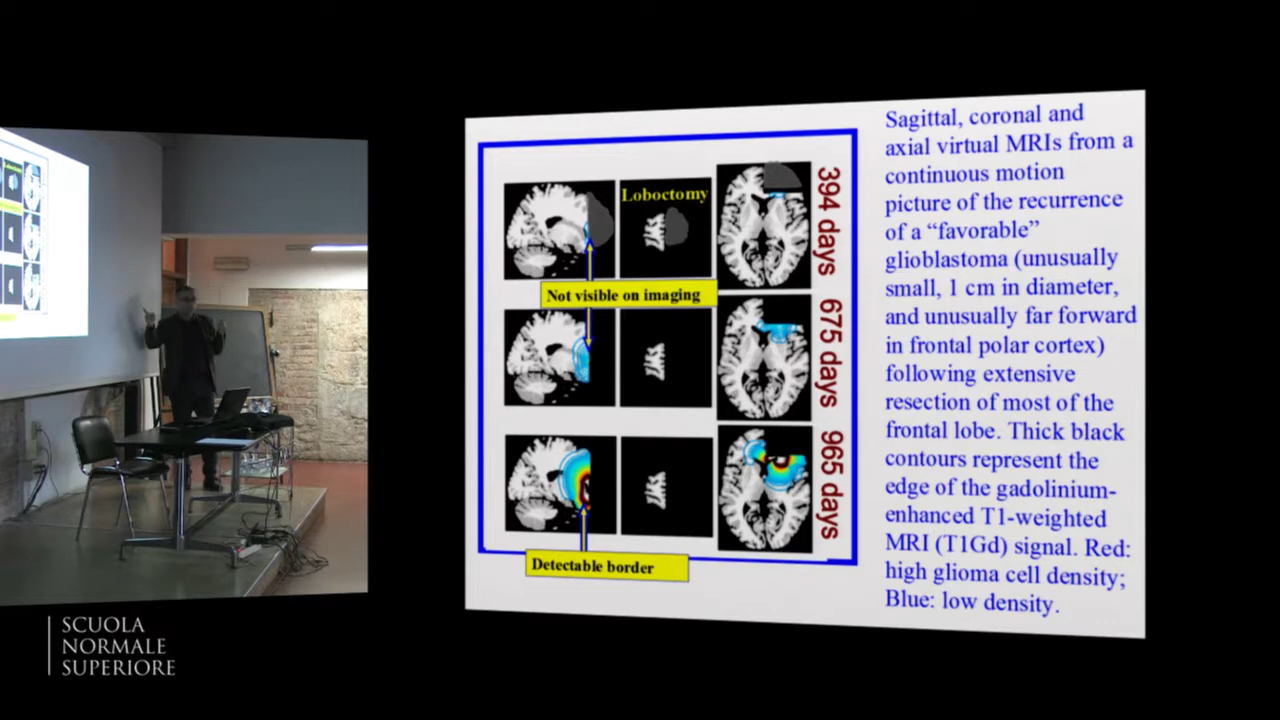 Loboctomy
394 days
Not visible on imaging
675 days
965 days
Detectable border
Sagittal, coronal and
axial virtual MRIs from a
continuous motion
picture of the recurrence
of a “favorable”
glioblastoma (unusually
small, 1 cm in diameter,
and unusually far forward
in frontal polar cortex)
following extensive
resection of most of the
frontal lobe. Thick black
contours represent the
edge of the gadolinium-
enhanced T1-weighted
MRI (T1Gd) signal. Red:
high glioma cell density;
Blue: low density.
SCUOLA
NORMALE
SUPERIORE